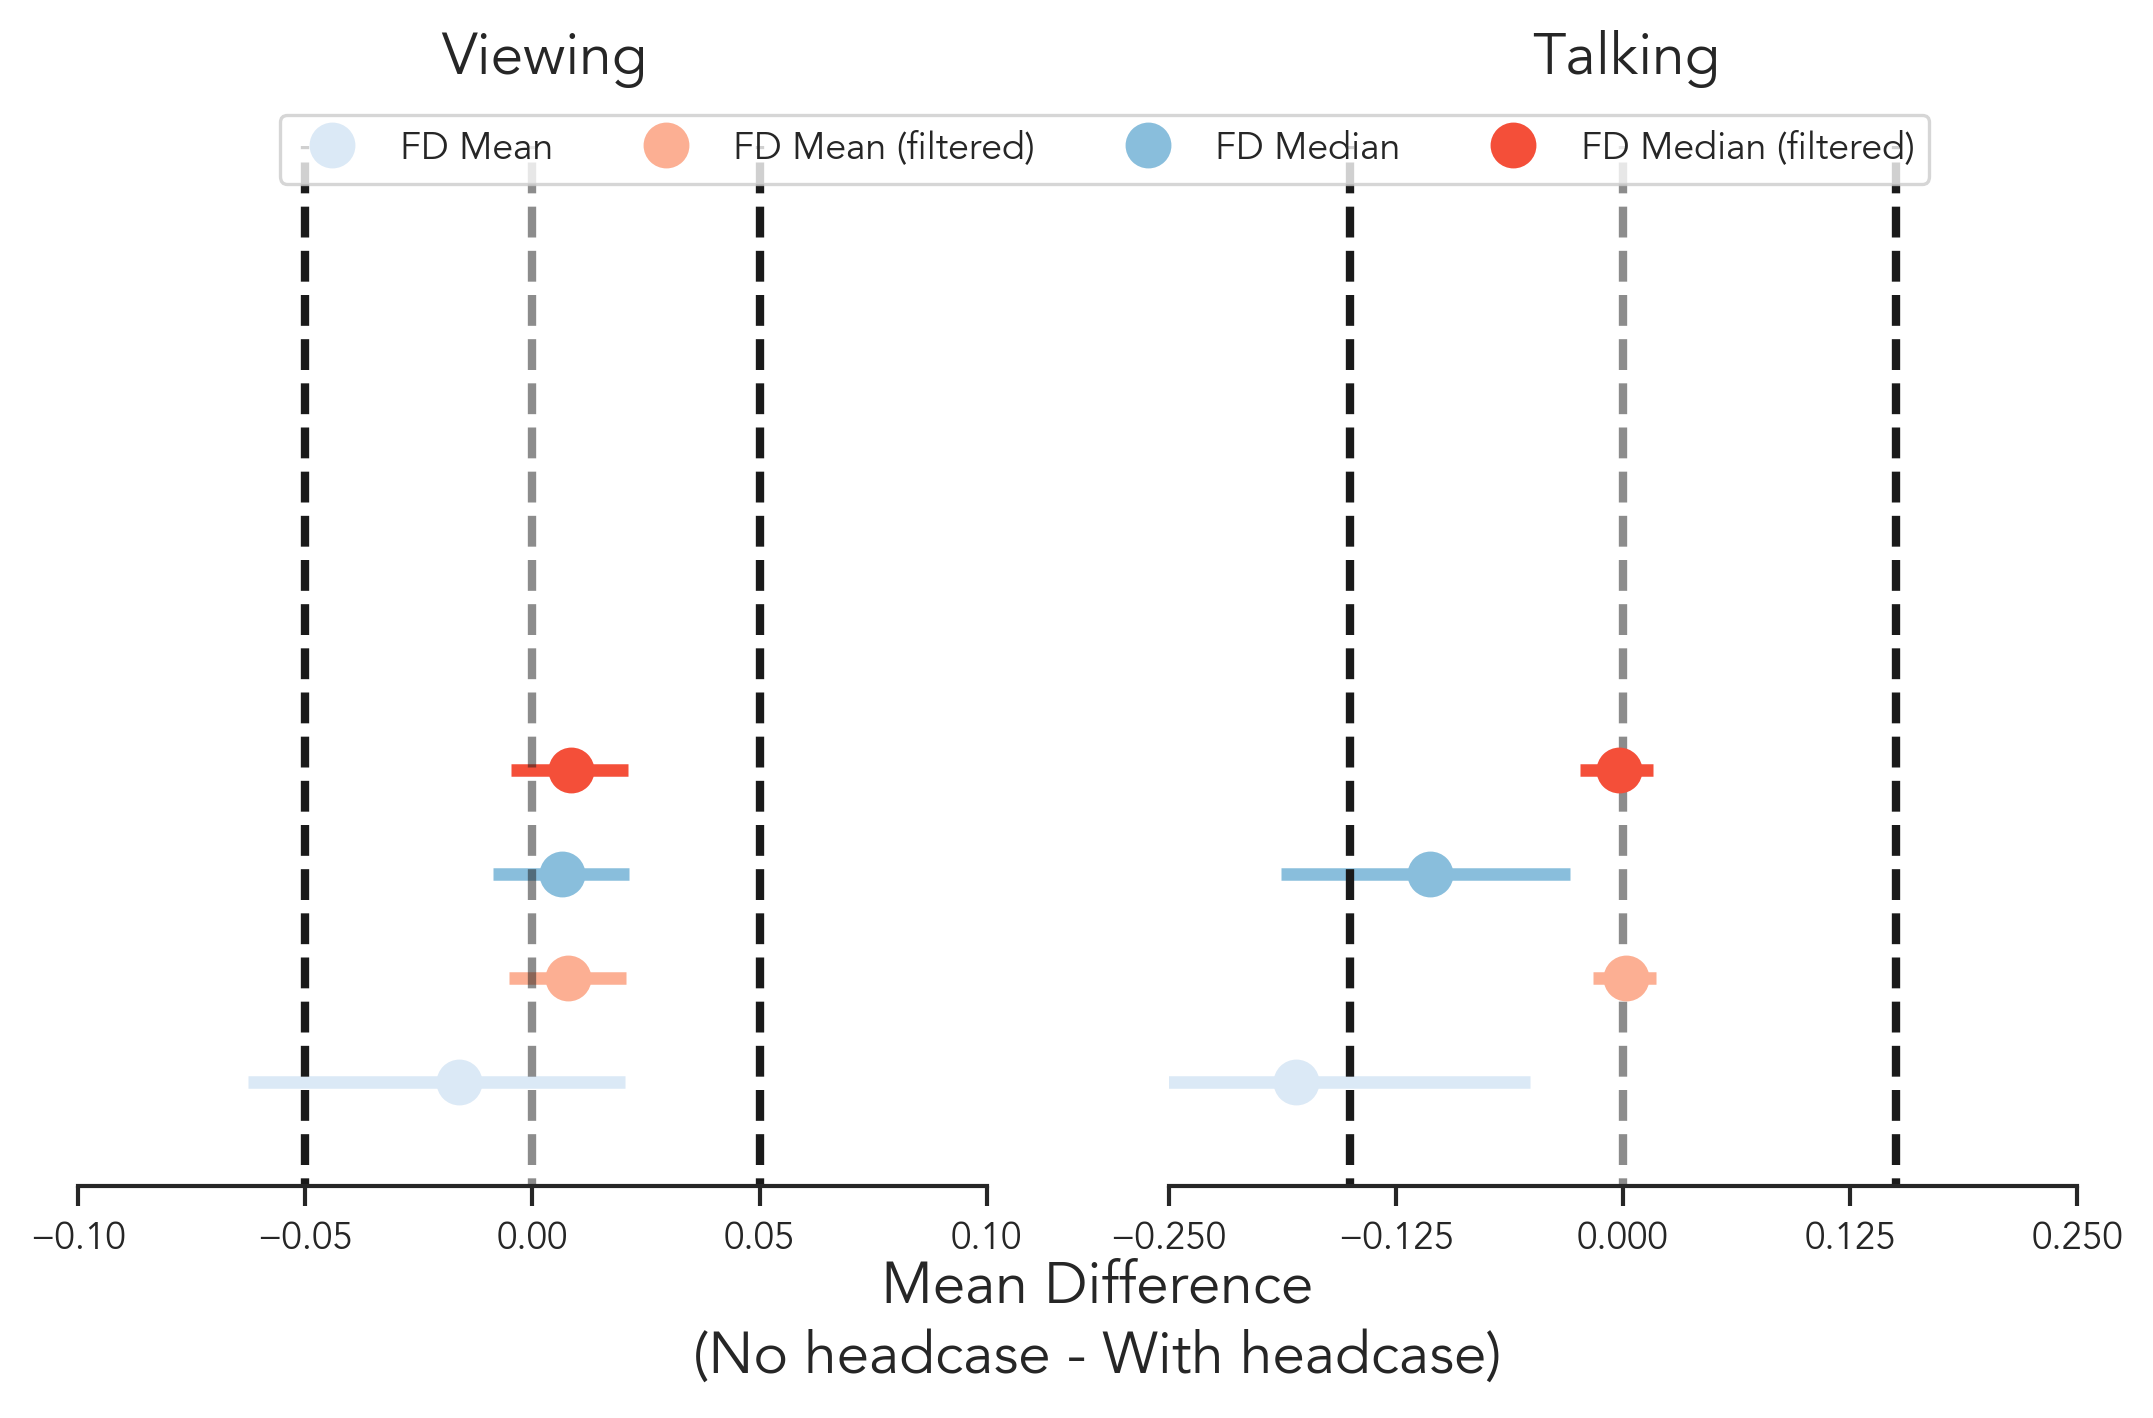 Viewing
Talking
FD Mean
FD Mean (filtered)
FD Median
FD Median (filtered)
−0.10
−0.05
0.00
0.05
0.10
−0.250
−0.125
0.000
0.125
0.250
Mean Difference
(No headcase - With headcase)